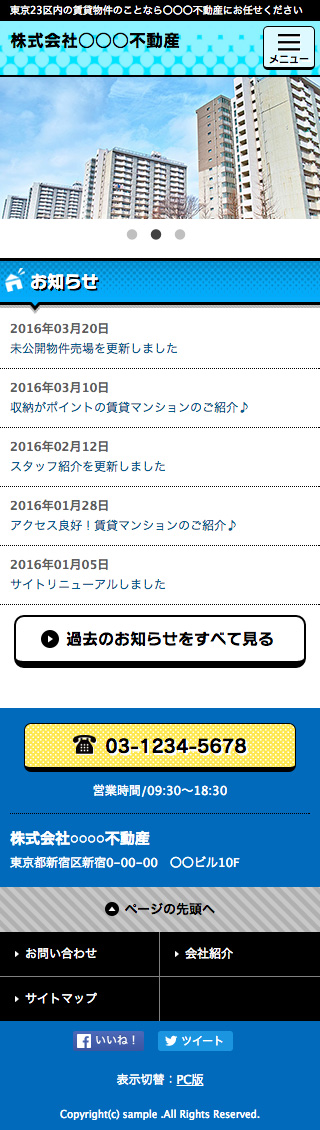 東京23区内の賃貸物件のことなら〇〇〇不動産にお任せください
株式会社〇〇〇不動産
メニュー
お知らせ
2016年03月20日
未公開物件売場を更新しました
2016年03月10日
収納がポイントの賃貸マンションのご紹介♪
2016年02月12日
スタッフ紹介を更新しました
2016年01月28日
アクセス良好！賃貸マンションのご紹介♪
2016年01月05日
サイトリニューアルしました
過去のお知らせをすべて見る
03-1234-5678
営業時間/09:30〜18:30
株式会社○○○○不動産
東京都新宿区新宿0-00-00　〇〇ビル10F
ページの先頭へ
お問い合わせ
会社紹介
サイトマップ
いいね！
ツイート
表示切替：PC版
Copyright(c) sample .All Rights Reserved.